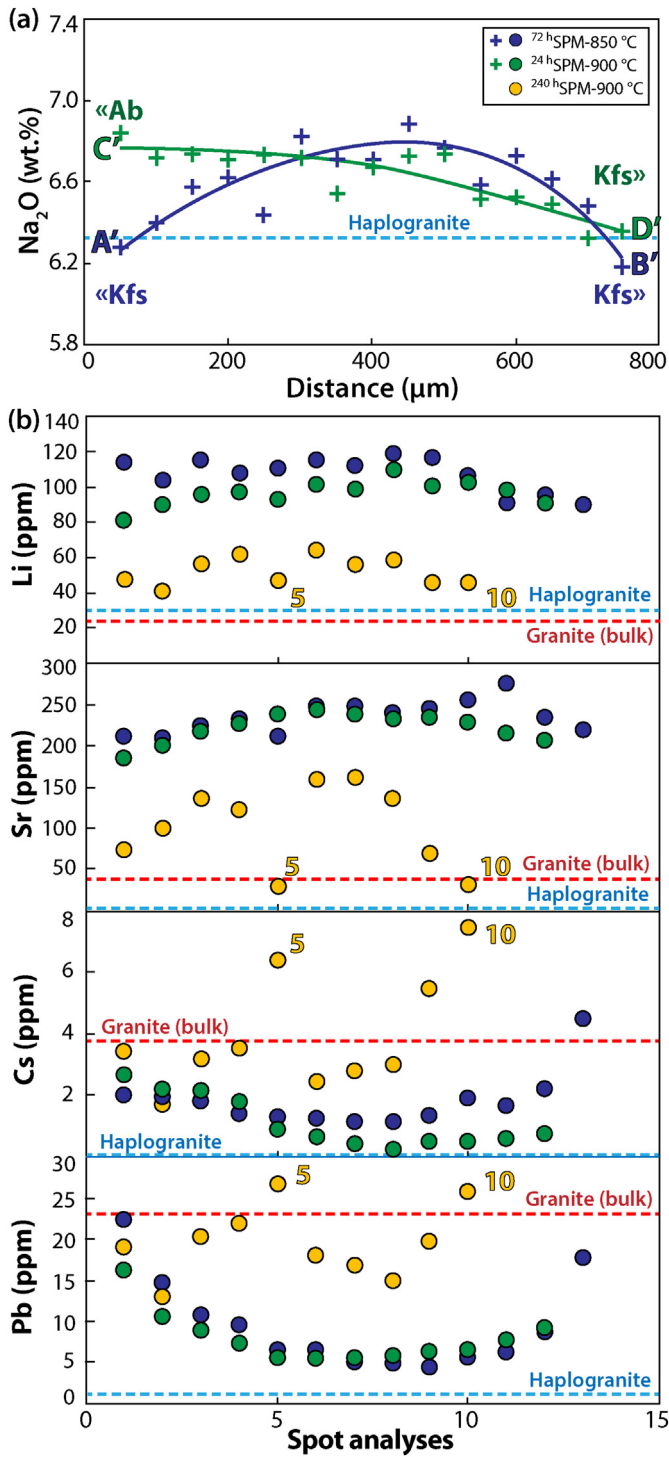 (a)
7.4
7.0
6.6
6.2
5.8
Na₂O (wt.%)
72 hSPM-850 °C
24 hSPM-900 °C
240 hSPM-900 °C
«Ab
C’
Kfs»
Haplogranite
A’
D’
B’
«Kfs
Kfs»
0
200
400
600
800
Distance (μm)
(b)
140
120
100
80
60
40
20
Li (ppm)
5
10
Haplogranite
Granite (bulk)
300
250
200
150
100
50
Sr (ppm)
5
10
Granite (bulk)
Haplogranite
8
6
4
2
Cs (ppm)
5
10
Granite (bulk)
Haplogranite
30
25
20
15
10
5
0
Pb (ppm)
5
10
Granite (bulk)
Haplogranite
0
5
10
15
Spot analyses